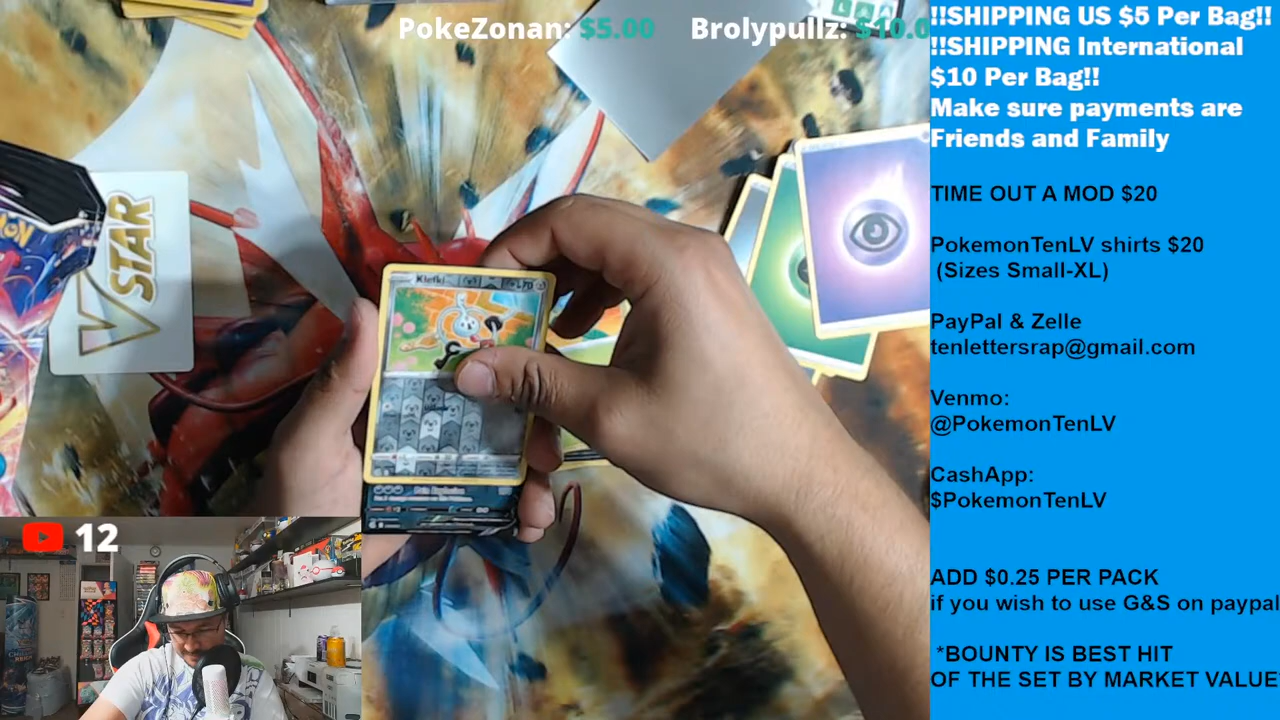 PokeZonan: $5.00 Brolypullz: $10.0
!!SHIPPING US $5 Per Bag!!
!!SHIPPING International
$10 Per Bag!!
Make sure payments are
Friends and Family
TIME OUT A MOD $20
PokemonTenLV shirts $20
(Sizes Small-XL)
PayPal & Zelle
tenlettersrap@gmail.com
Venmo:
@PokemonTenLV
CashApp:
$PokemonTenLV
ADD $0.25 PER PACK
if you wish to use G&S on paypal
*BOUNTY IS BEST HIT
OF THE SET BY MARKET VALUE
VSTAR
Klefki
12